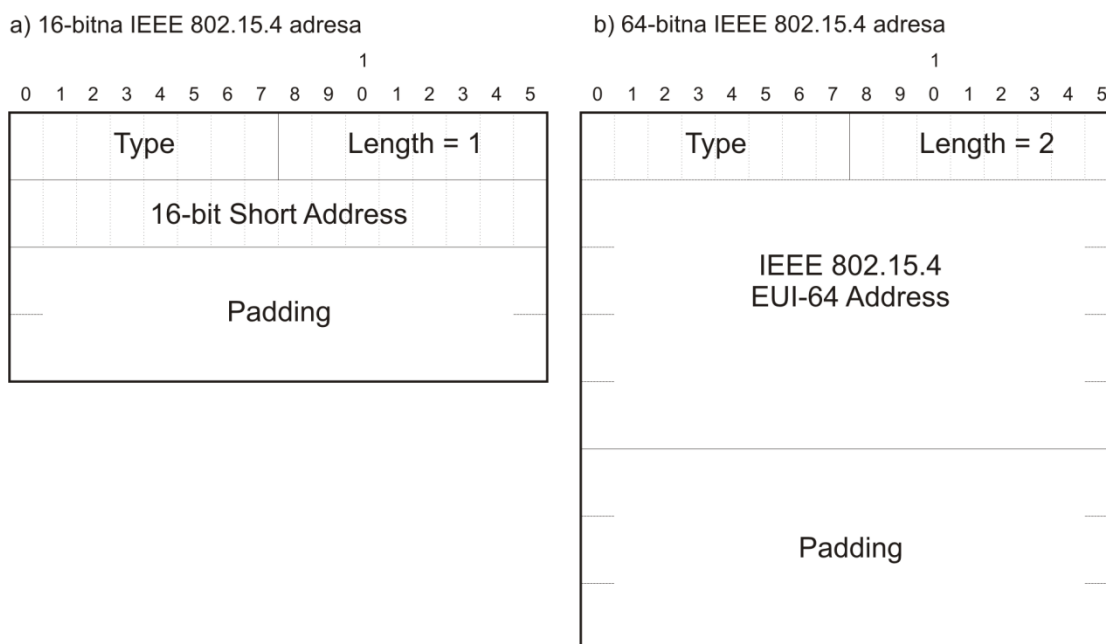 a) 16-bitna IEEE 802.15.4 adresa
1
0 1 2 3 4 5 6 7 8 9 0 1 2 3 4 5
Type Length = 1
16-bit Short Address
Padding
b) 64-bitna IEEE 802.15.4 adresa
1
0 1 2 3 4 5 6 7 8 9 0 1 2 3 4 5
Type Length = 2
IEEE 802.15.4
EUI-64 Address
Padding